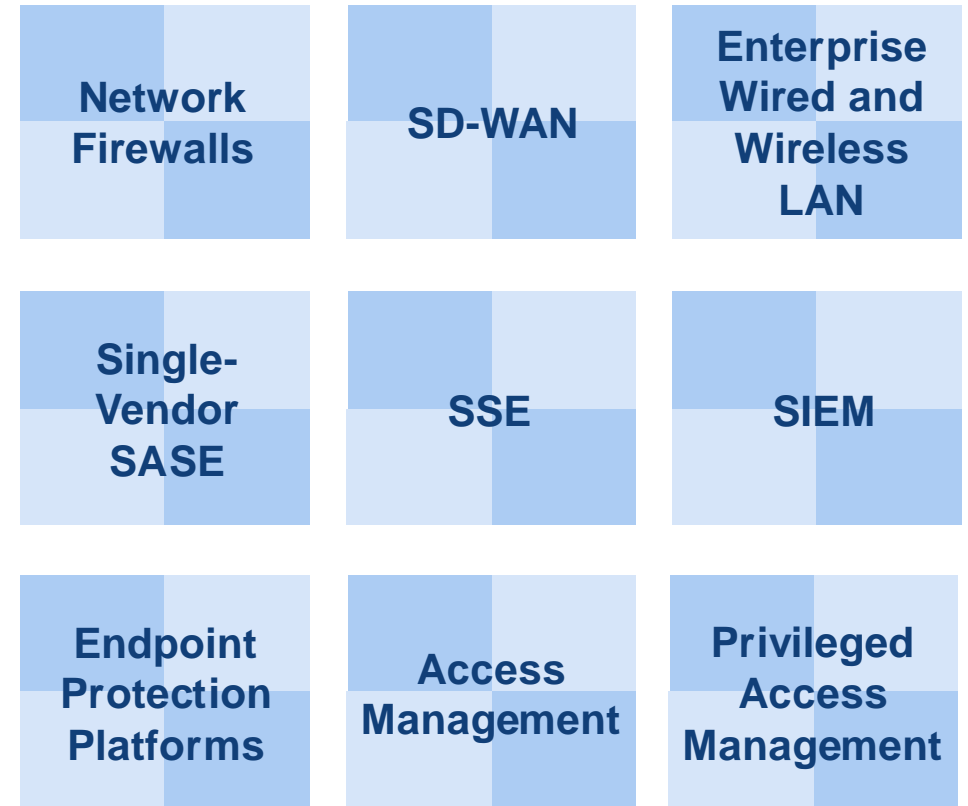 Network
Firewalls
SD-WAN
Enterprise
Wired and
Wireless
LAN
Single-
Vendor
SASE
SSE
SIEM
Endpoint
Protection
Platforms
Access
Management
Privileged
Access
Management